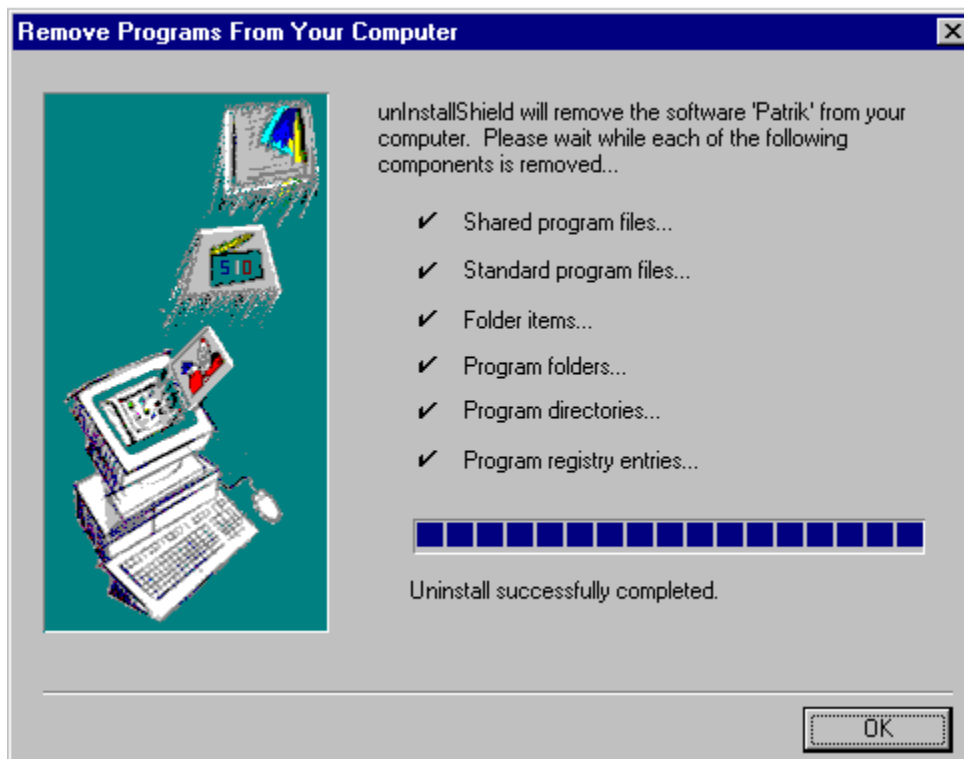 Remove Programs From Your Computer
unInstallShield will remove the software 'Patrik' from your
computer. Please wait while each of the following
components is removed...
✔ Shared program files...
✔ Standard program files...
✔ Folder items...
✔ Program folders...
✔ Program directories...
✔ Program registry entries...
Uninstall successfully completed.
OK